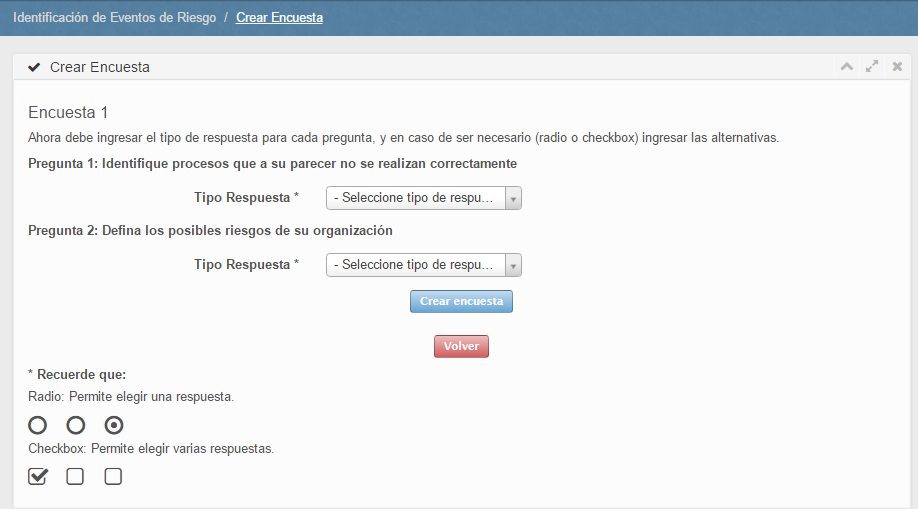 Identificación de Eventos de Riesgo / Crear Encuesta
Crear Encuesta
Encuesta 1
Ahora debe ingresar el tipo de respuesta para cada pregunta, y en caso de ser necesario (radio o checkbox) ingresar las alternativas.
Pregunta 1: Identifique procesos que a su parecer no se realizan correctamente
Tipo Respuesta * - Seleccione tipo de respu...
Pregunta 2: Defina los posibles riesgos de su organización
Tipo Respuesta * - Seleccione tipo de respu...
Crear encuesta
Volver
* Recuerde que:
Radio: Permite elegir una respuesta.
Checkbox: Permite elegir varias respuestas.